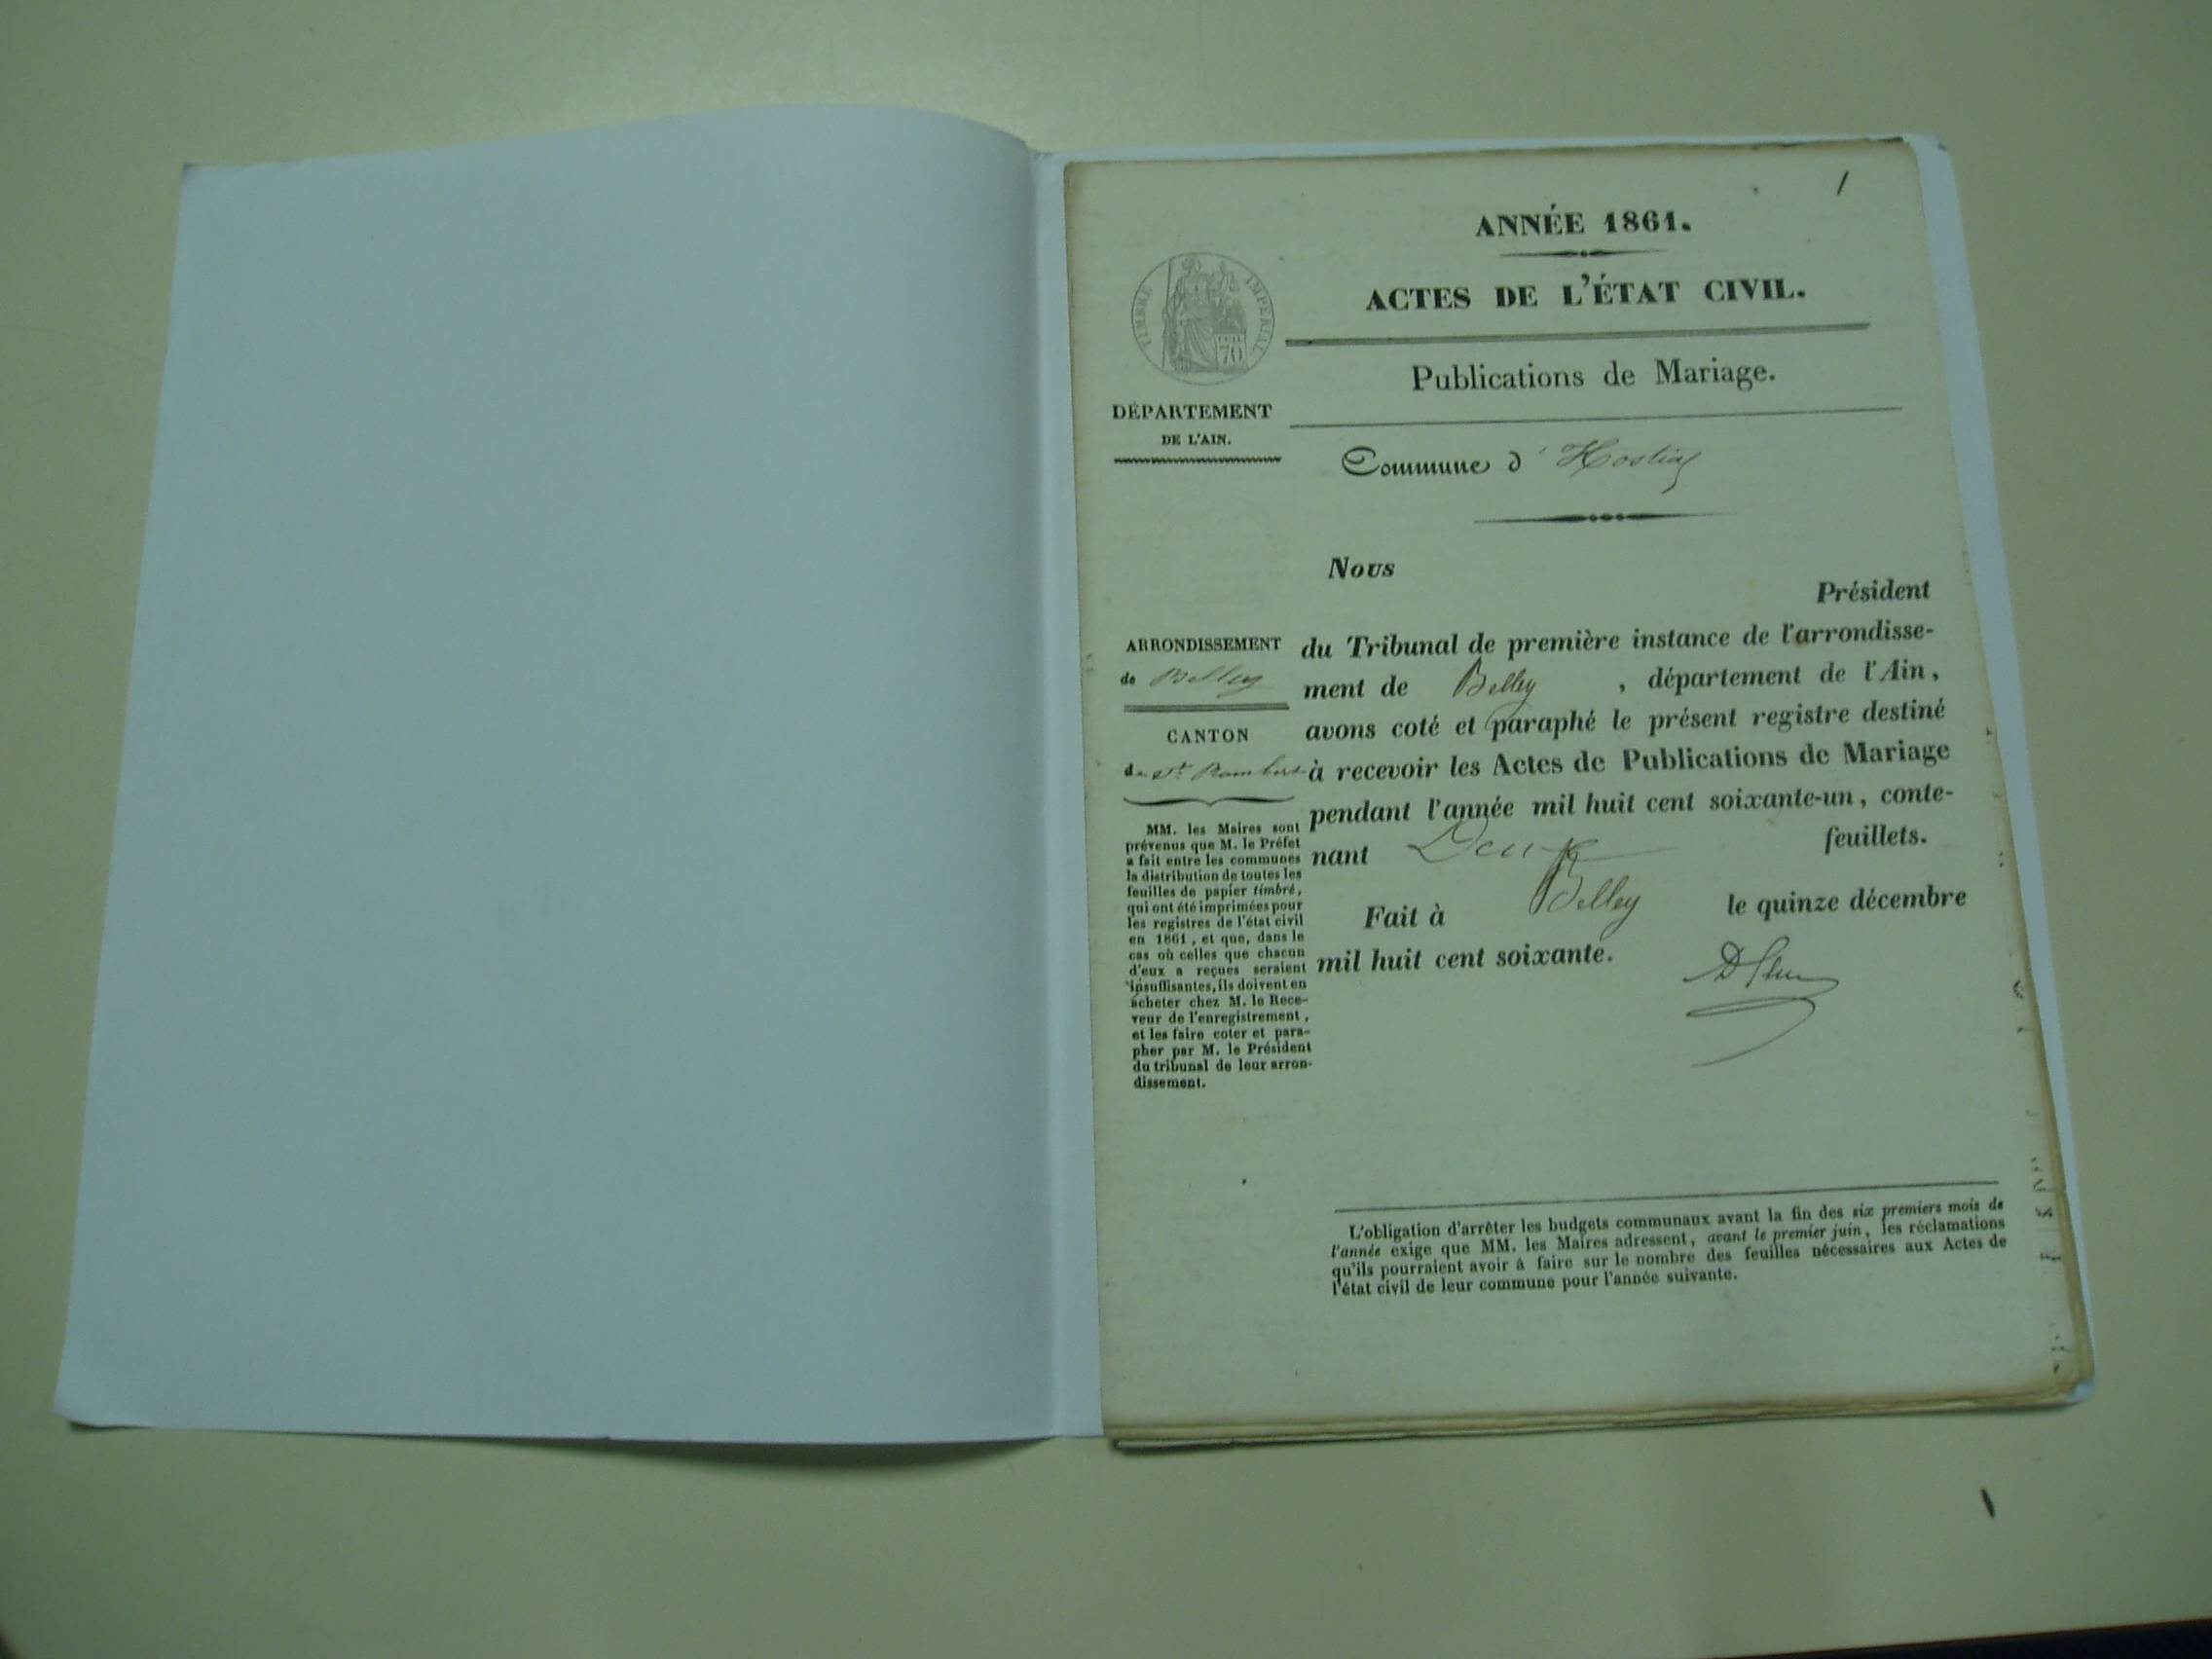 1
ANNÉE 1861.
ACTES DE L'ÉTAT CIVIL.
TIMBRE IMPÉRIAL
70
Publications de Mariage.
DÉPARTEMENT
DE L'AIN.
Commune d' Hostiaz
Nous
Président
du Tribunal de première instance de l'arrondisse-
ment de Belley , département de l'Ain,
avons coté et paraphé le présent registre destiné
à recevoir les Actes de Publications de Mariage
pendant l'année mil huit cent soixante-un, conte-
nant Deux feuillets.
Fait à Belley le quinze décembre
mil huit cent soixante.
ARRONDISSEMENT
de Belley
CANTON
de St Rambert
MM. les Maires sont
prévenus que M. le Préfet
a fait entre les communes
la distribution de toutes les
feuilles de papier timbré,
qui ont été imprimées pour
les registres de l'état civil
en 1861, et que, dans le
cas où celles que chacun
d'eux a reçues seraient
insuffisantes, ils doivent en
acheter chez M. le Rece-
veur de l'enregistrement,
et les faire coter et para-
pher par M. le Président
du tribunal de leur arron-
dissement.
L'obligation d'arrêter les budgets communaux avant la fin des six premiers mois de
l'année exige que MM. les Maires adressent, avant le premier juin, les réclamations
qu'ils pourraient avoir à faire sur le nombre des feuilles nécessaires aux Actes de
l'état civil de leur commune pour l'année suivante.